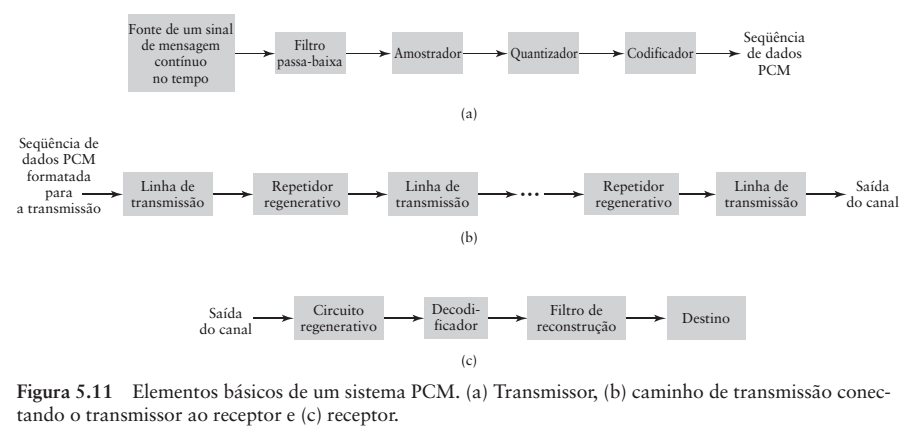 Fonte de um sinal
de mensagem
contínuo
no tempo
Filtro
passa-baixa
Amostrador
Quantizador
Codificador
Seqüência
de dados
PCM
(a)
Seqüência de
dados PCM
formatada
para
a transmissão
Linha de
transmissão
Repetidor
regenerativo
Linha de
transmissão
...
Repetidor
regenerativo
Linha de
transmissão
Saída
do canal
(b)
Saída
do canal
Circuito
regenerativo
Decodi-
ficador
Filtro de
reconstrução
Destino
(c)
Figura 5.11 Elementos básicos de um sistema PCM. (a) Transmissor, (b) caminho de transmissão conec-
tando o transmissor ao receptor e (c) receptor.